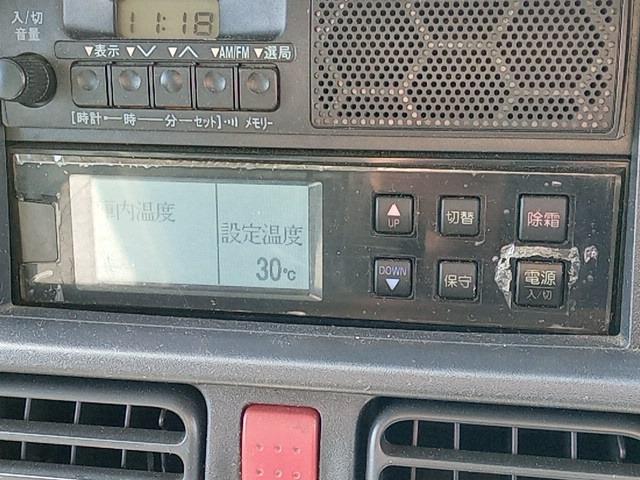 入/切
音量
11:18
▼表示 ▼∨ ▼∧ ▼AM/FM ▼選局
[時計 時 分 セット] メモリー
庫内温度
設定温度
30℃
▲
UP
切替
除霜
DOWN
▼
保守
電源
入/切